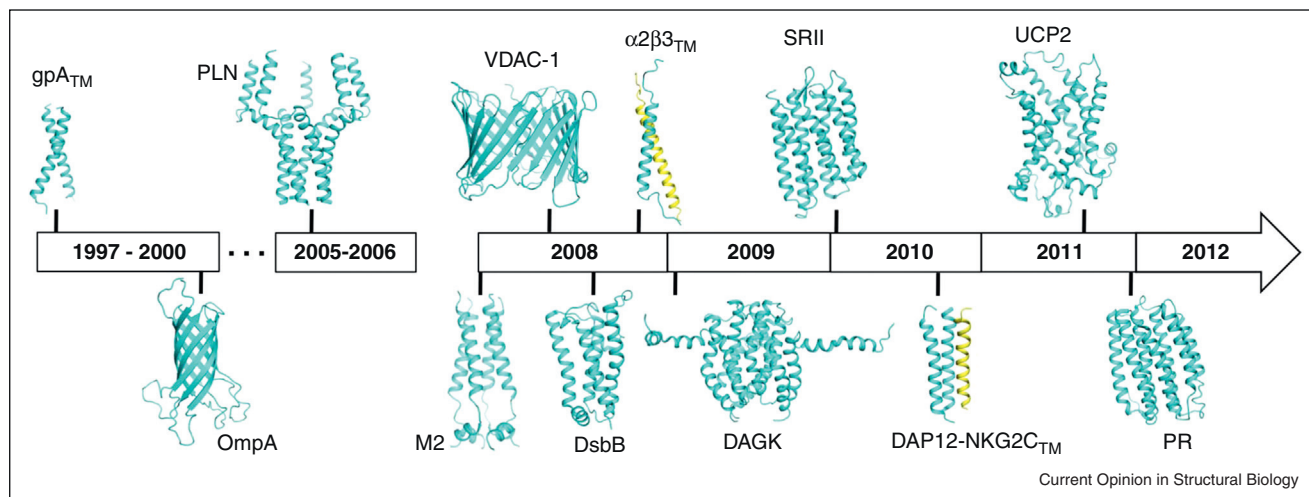 gpA_TM
PLN
VDAC-1
α2β3_TM
SRII
UCP2
1997 - 2000
...
2005-2006
2008
2009
2010
2011
2012
OmpA
M2
DsbB
DAGK
DAP12-NKG2C_TM
PR
Current Opinion in Structural Biology